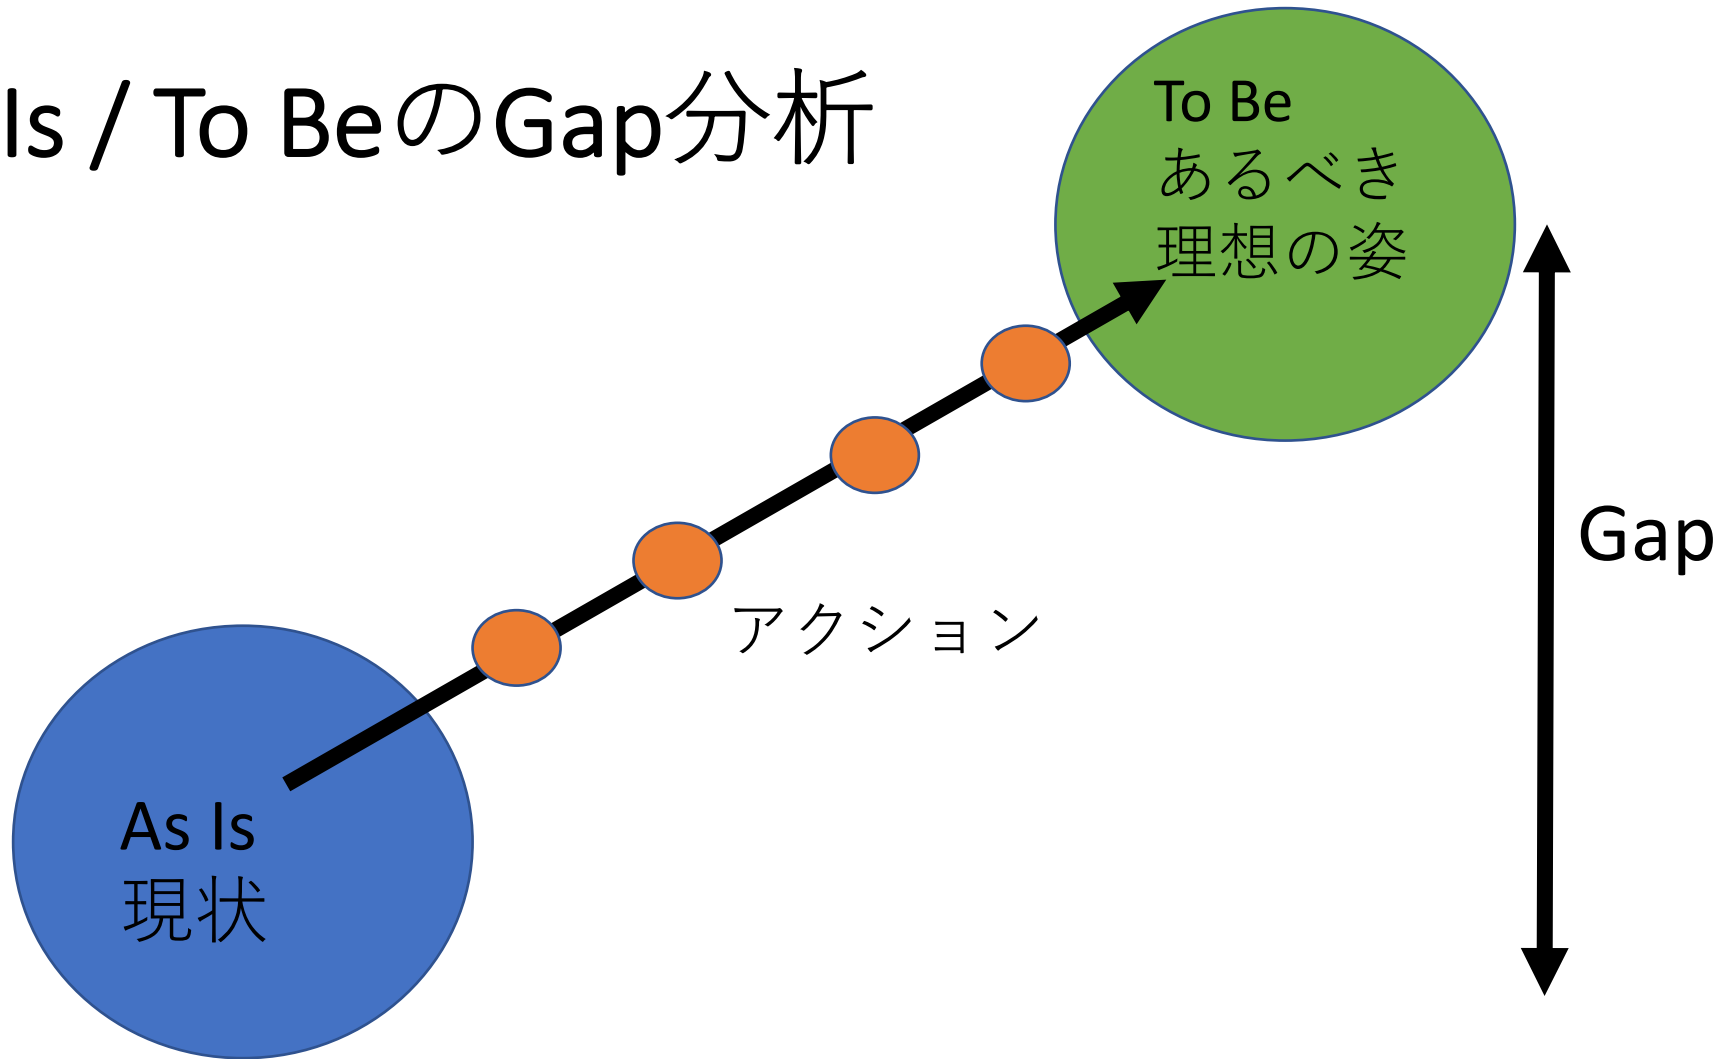 Is / To BeのGap分析
To Be
あるべき
理想の姿
Gap
アクション
As Is
現状